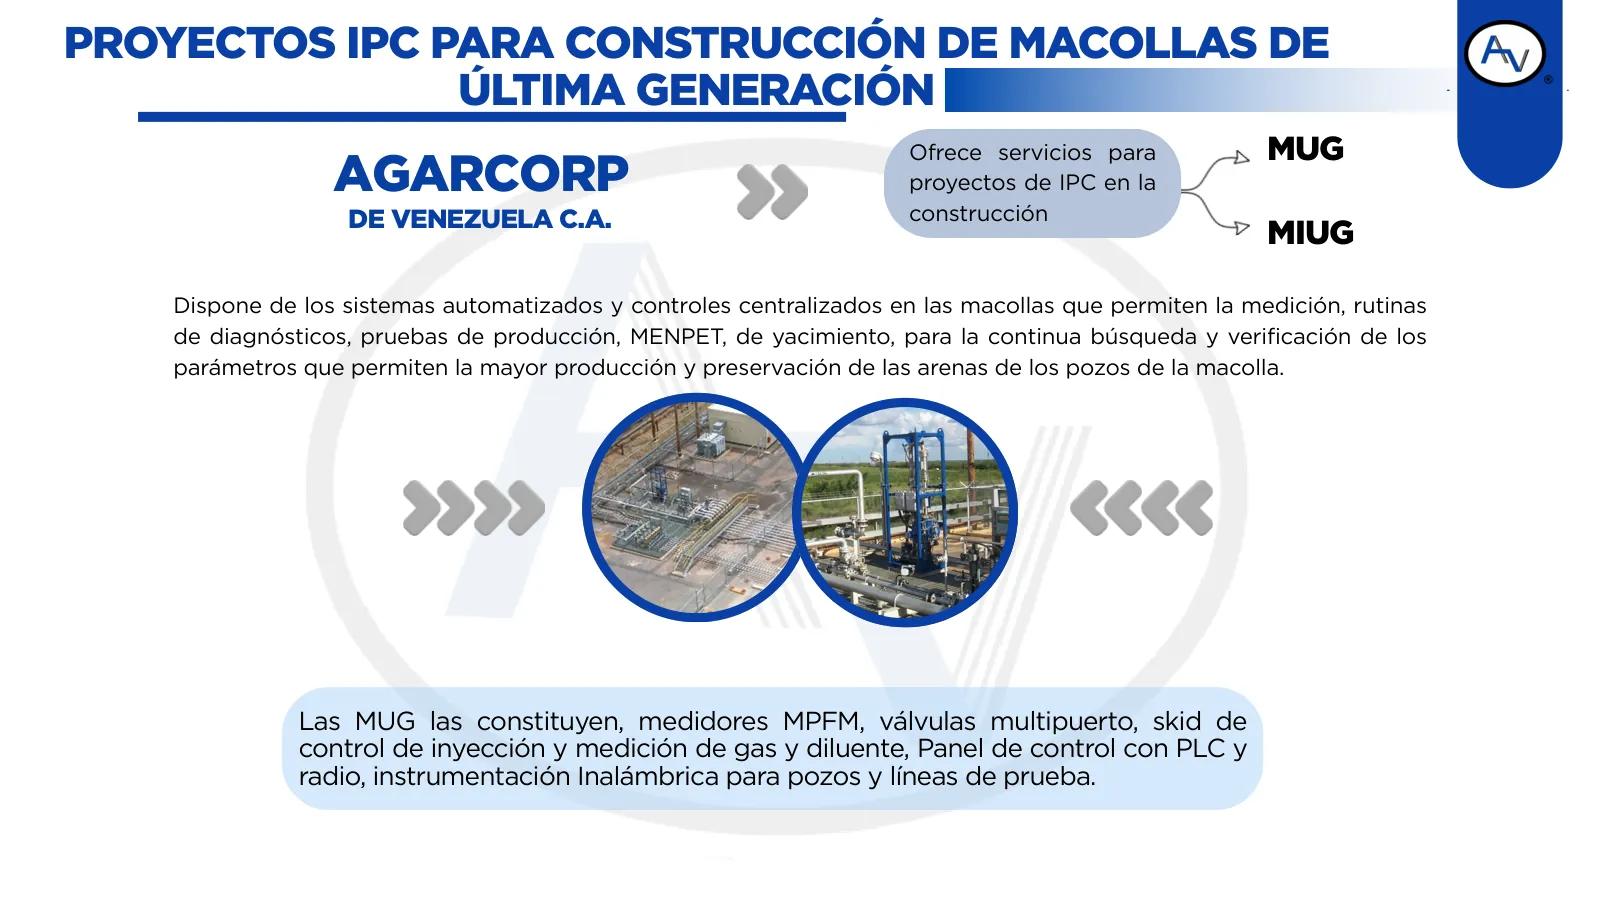 PROYECTOS IPC PARA CONSTRUCCIÓN DE MACOLLAS DE
ÚLTIMA GENERACIÓN
AV
®
AGARCORP
DE VENEZUELA C.A.
Ofrece servicios para
proyectos de IPC en la
construcción
MUG
MIUG
Dispone de los sistemas automatizados y controles centralizados en las macollas que permiten la medición, rutinas
de diagnósticos, pruebas de producción, MENPET, de yacimiento, para la continua búsqueda y verificación de los
parámetros que permiten la mayor producción y preservación de las arenas de los pozos de la macolla.
Las MUG las constituyen, medidores MPFM, válvulas multipuerto, skid de
control de inyección y medición de gas y diluente, Panel de control con PLC y
radio, instrumentación Inalámbrica para pozos y líneas de prueba.